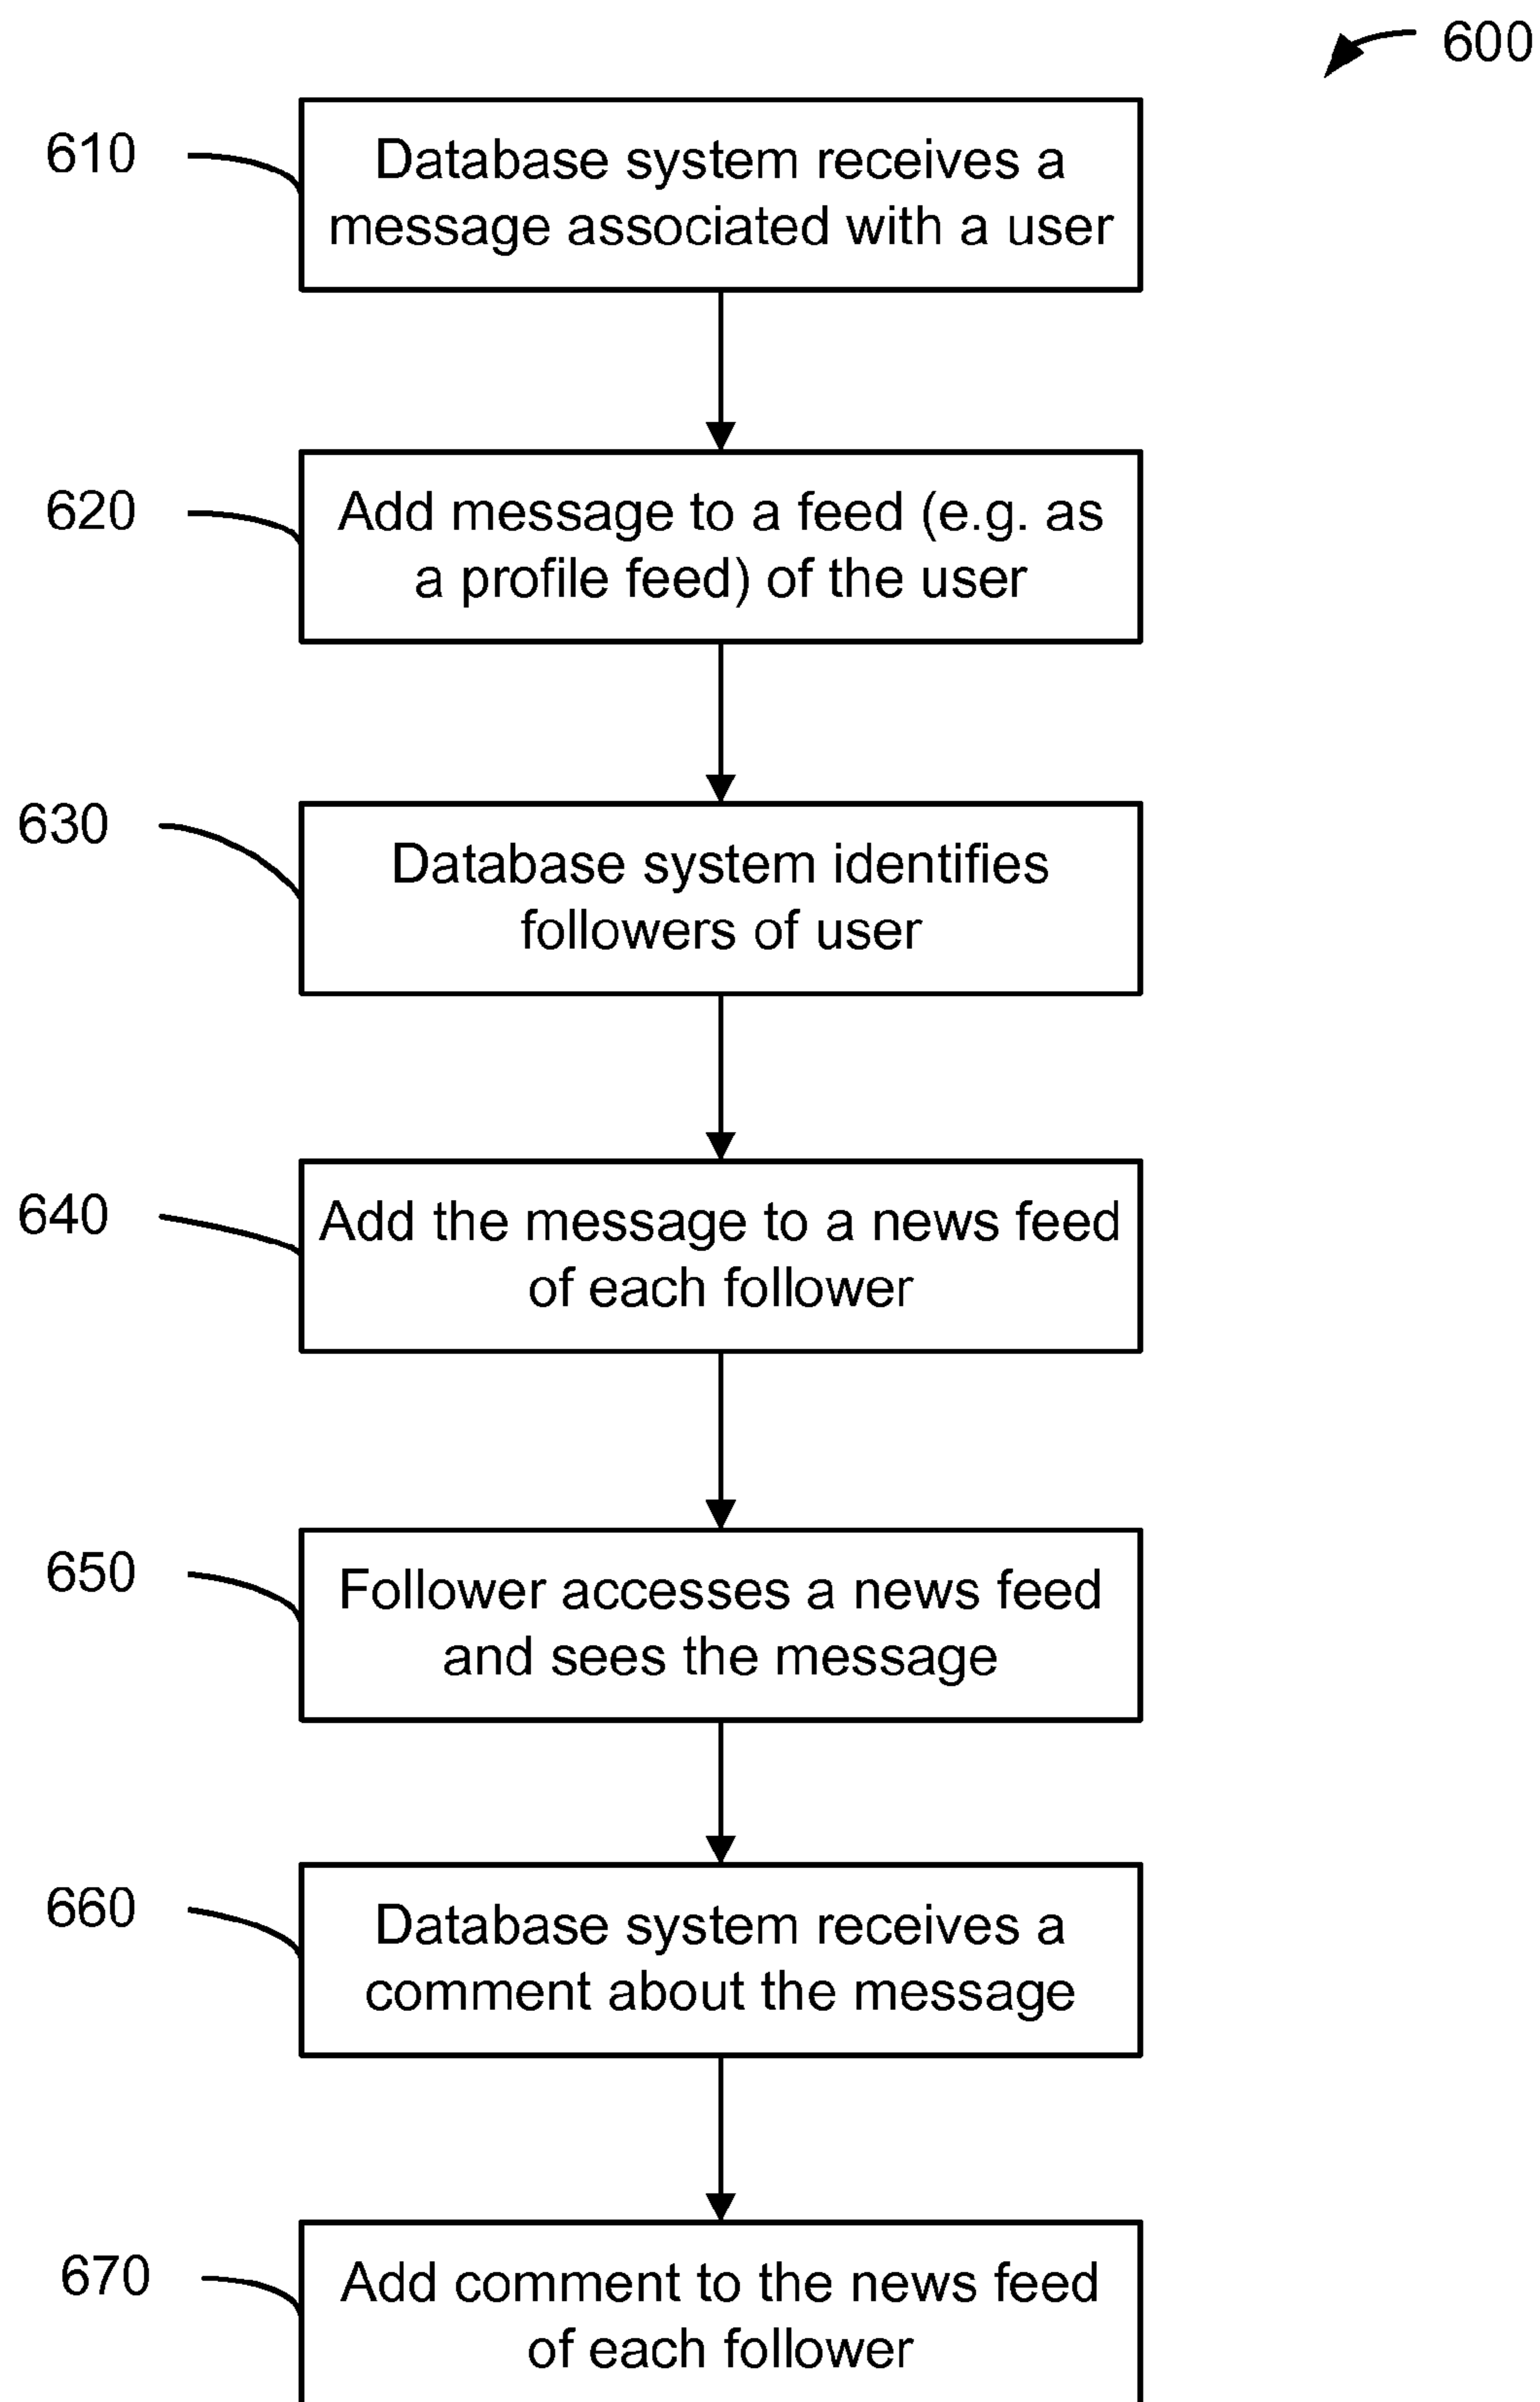 600
610
Database system receives a
message associated with a user
620
Add message to a feed (e.g. as
a profile feed) of the user
630
Database system identifies
followers of user
640
Add the message to a news feed
of each follower
650
Follower accesses a news feed
and sees the message
660
Database system receives a
comment about the message
670
Add comment to the news feed
of each follower